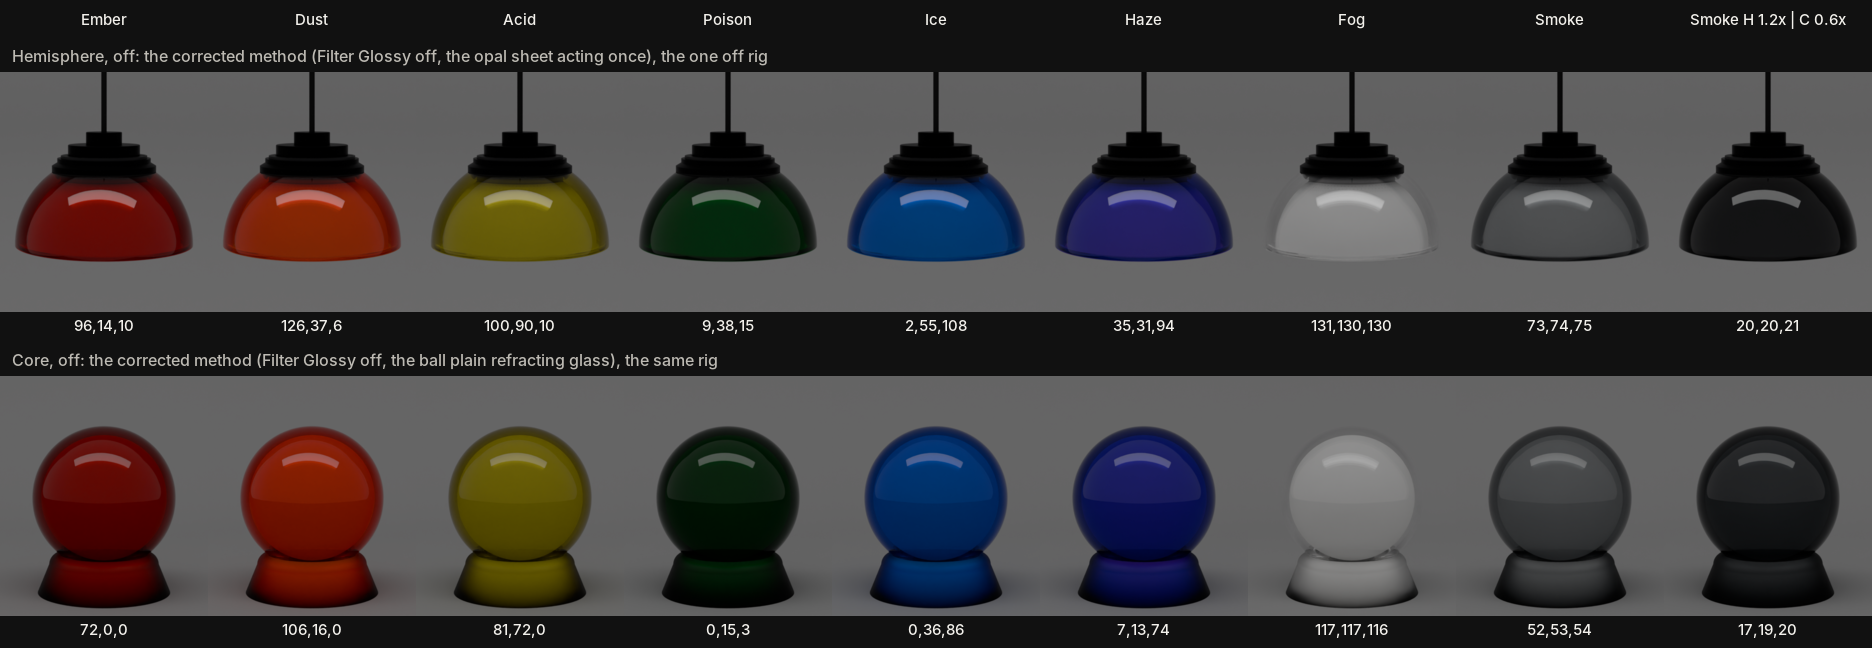 Ember Dust Acid Poison Ice Haze Fog Smoke Smoke H 1.2x | C 0.6x
Hemisphere, off: the corrected method (Filter Glossy off, the opal sheet acting once), the one off rig
96,14,10 126,37,6 100,90,10 9,38,15 2,55,108 35,31,94 131,130,130 73,74,75 20,20,21
Core, off: the corrected method (Filter Glossy off, the ball plain refracting glass), the same rig
72,0,0 106,16,0 81,72,0 0,15,3 0,36,86 7,13,74 117,117,116 52,53,54 17,19,20